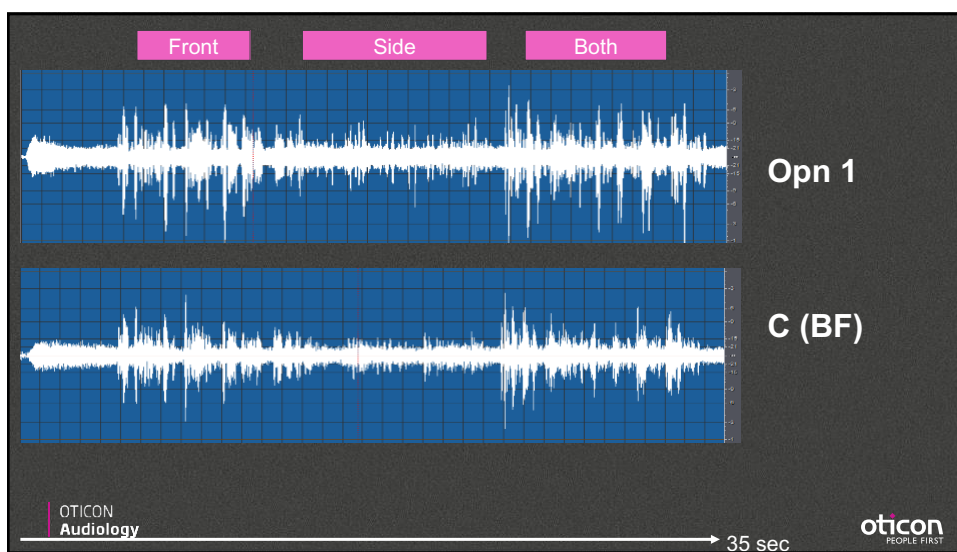 Front
Side
Both
Opn 1
C (BF)
OTICON
Audiology
35 sec
oticon
PEOPLE FIRST